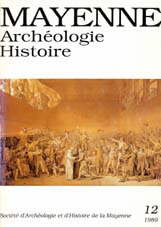 MAYENNE
Archéologie
Histoire
12
1989
Société d'Archéologie et d'Histoire de la Mayenne